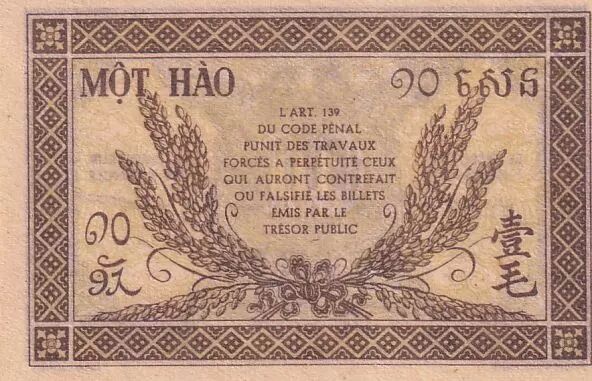 MỘT HÀO
១០ សេន
L'ART. 139
DU CODE PÉNAL
PUNIT DES TRAVAUX
FORCÉS A PERPÉTUITÉ CEUX
QUI AURONT CONTREFAIT
OU FALSIFIÉ LES BILLETS
ÉMIS PAR LE
TRÉSOR PUBLIC
໑໐
壹
毛